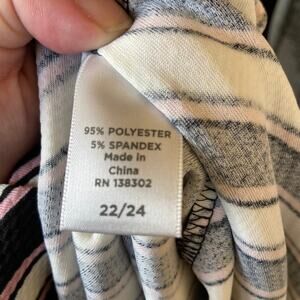 95% POLYESTER
5% SPANDEX
Made in
China
RN 138302
22/24